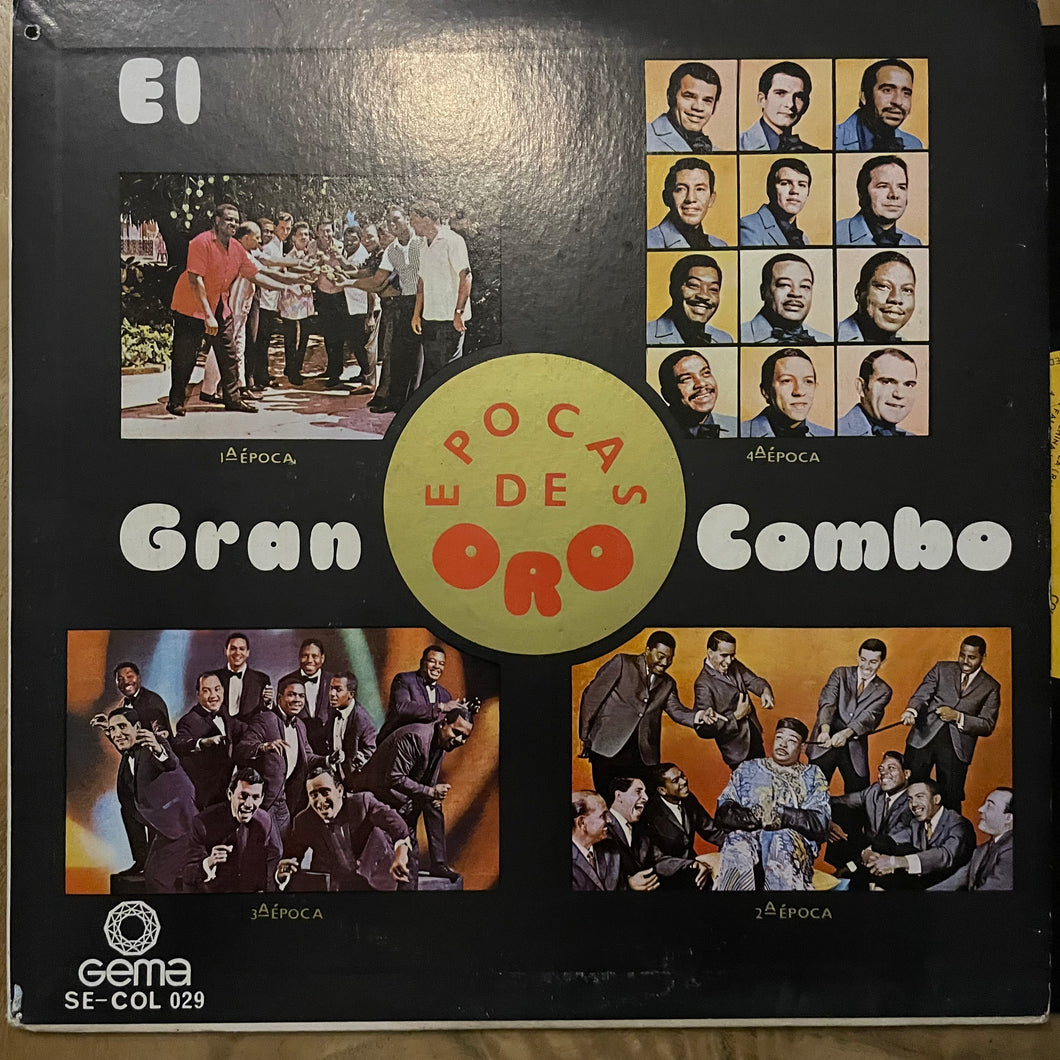 El
1ª ÉPOCA
4ª ÉPOCA
EPOCAS
DE
ORO
Gran Combo
3ª ÉPOCA
2ª ÉPOCA
Gema
SE-COL 029